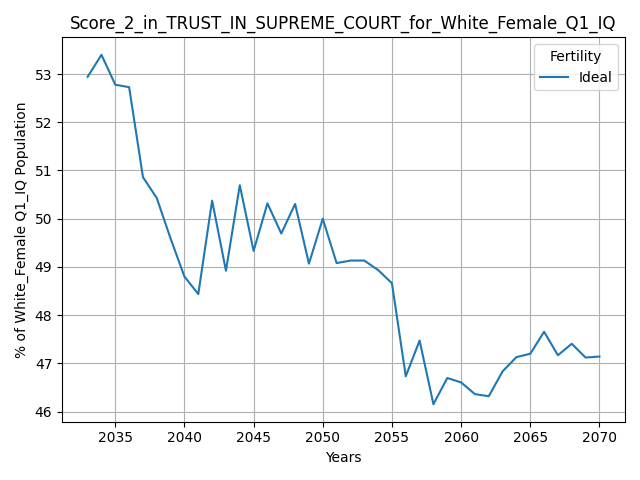 Score_2_in_TRUST_IN_SUPREME_COURT_for_White_Female_Q1_IQ
Fertility
Ideal
% of White_Female Q1_IQ Population
53
52
51
50
49
48
47
46
2035 2040 2045 2050 2055 2060 2065 2070
Years